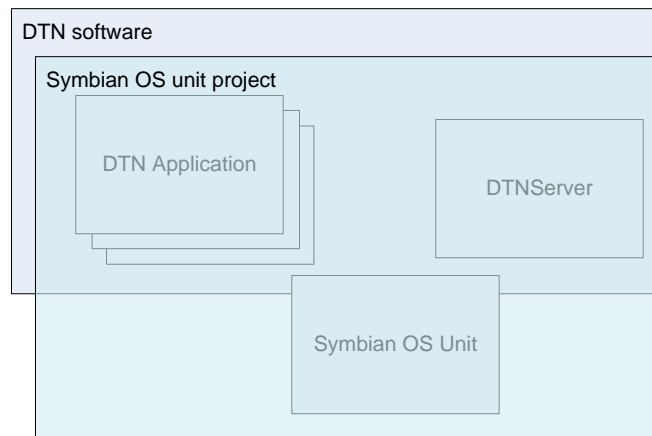 DTN software
Symbian OS unit project
DTN Application
DTNServer
Symbian OS Unit